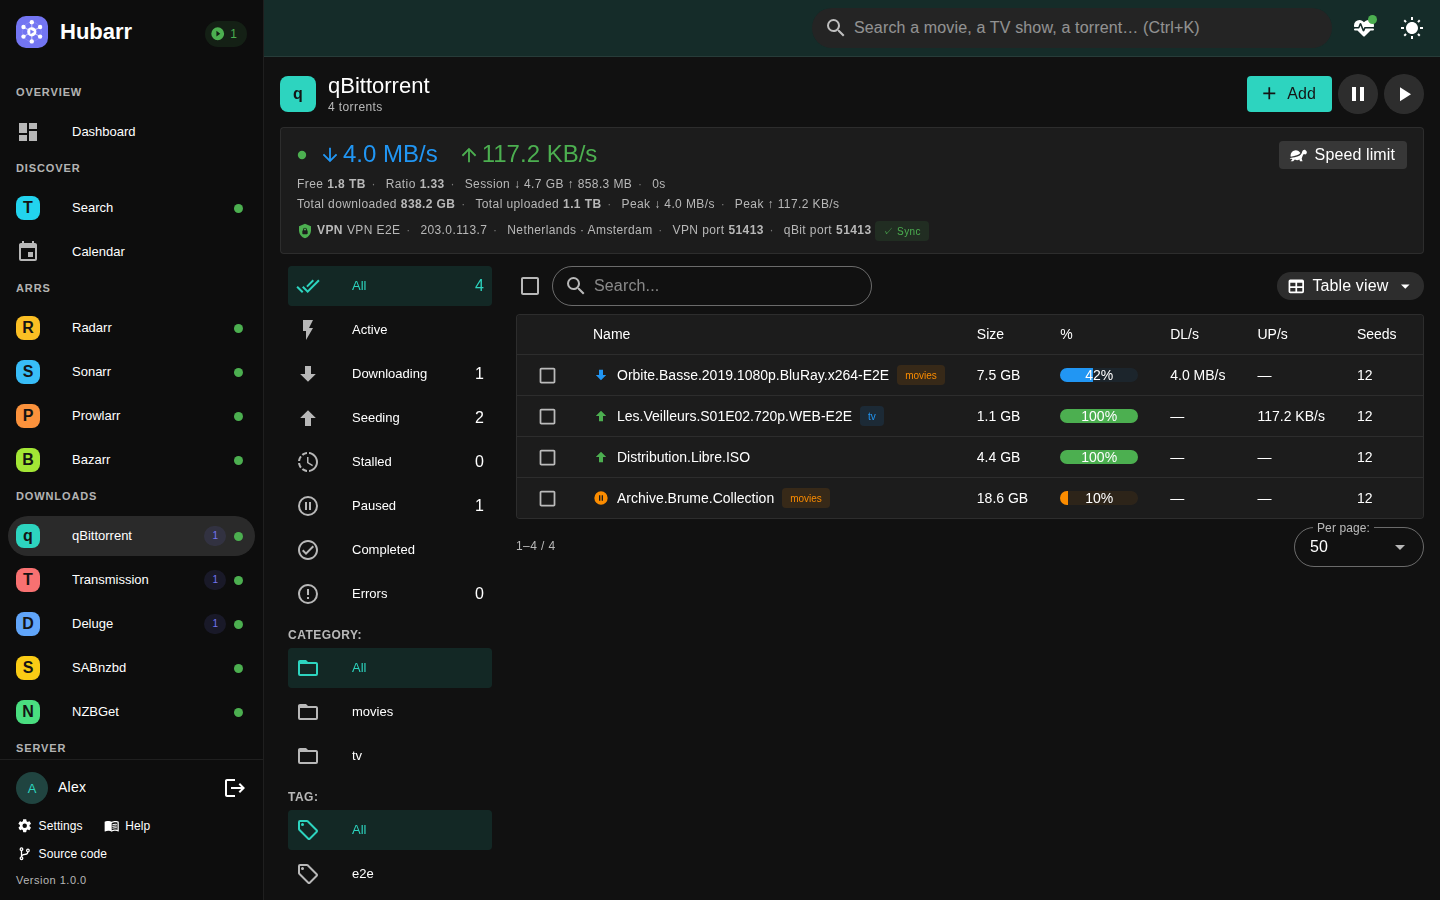 Hubarr
1
Search a movie, a TV show, a torrent… (Ctrl+K)
OVERVIEW
Dashboard
DISCOVER
T Search
Calendar
ARRS
R Radarr
S Sonarr
P Prowlarr
B Bazarr
DOWNLOADS
q qBittorrent 1
T Transmission 1
D Deluge 1
S SABnzbd
N NZBGet
SERVER
A Alex
Settings Help
Source code
Version 1.0.0
q qBittorrent
4 torrents
+ Add
↓ 4.0 MB/s ↑ 117.2 KB/s
Speed limit
Free 1.8 TB · Ratio 1.33 · Session ↓ 4.7 GB ↑ 858.3 MB · 0s
Total downloaded 838.2 GB · Total uploaded 1.1 TB · Peak ↓ 4.0 MB/s · Peak ↑ 117.2 KB/s
VPN VPN E2E · 203.0.113.7 · Netherlands · Amsterdam · VPN port 51413 · qBit port 51413 ✓ Sync
All 4
Active
Downloading 1
Seeding 2
Stalled 0
Paused 1
Completed
Errors 0
CATEGORY:
All
movies
tv
TAG:
All
e2e
Search...
Table view
Name Size % DL/s UP/s Seeds
Orbite.Basse.2019.1080p.BluRay.x264-E2E movies 7.5 GB 42% 4.0 MB/s — 12
Les.Veilleurs.S01E02.720p.WEB-E2E tv 1.1 GB 100% — 117.2 KB/s 12
Distribution.Libre.ISO 4.4 GB 100% — — 12
Archive.Brume.Collection movies 18.6 GB 10% — — 12
1–4 / 4
Per page:
50